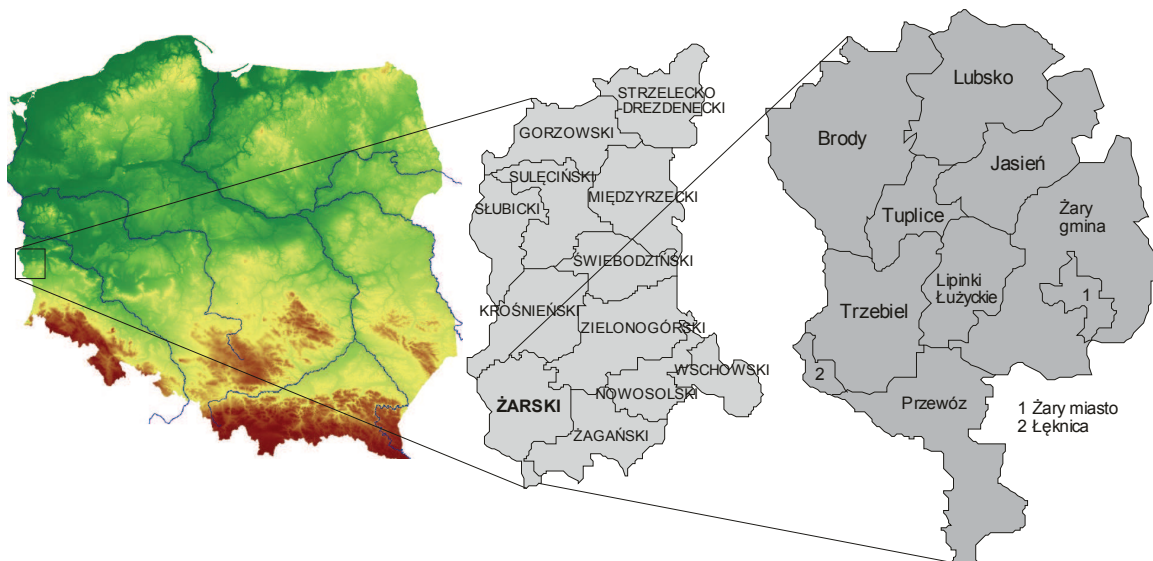 STRZELECKO
-DREZDENECKI
GORZOWSKI
SULĘCIŃSKI
MIĘDZYRZECKI
SŁUBICKI
ŚWIEBODZIŃSKI
KROŚNIEŃSKI
ZIELONOGÓRSKI
WSCHOWSKI
NOWOSOLSKI
ŻARSKI
ŻAGAŃSKI
Lubsko
Brody
Jasień
Tuplice
Żary
gmina
Lipinki
Łużyckie
1
Trzebiel
2
Przewóz
1 Żary miasto
2 Łęknica